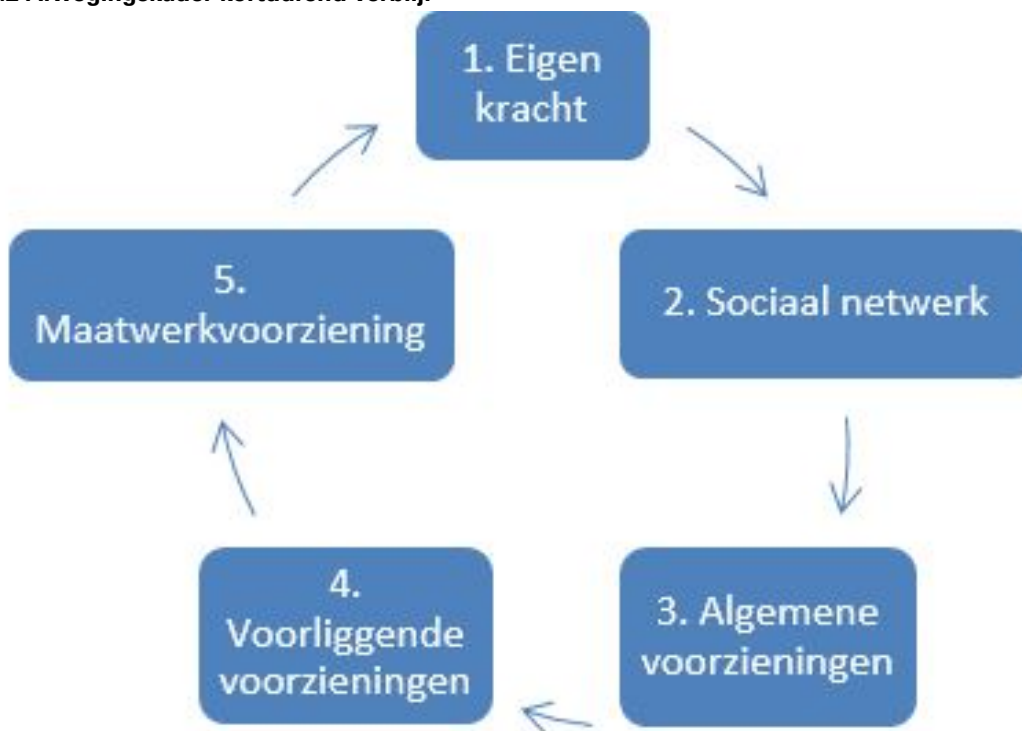 1. Eigen
kracht
5.
Maatwerkvoorziening
2. Sociaal netwerk
4.
Voorliggende
voorzieningen
3. Algemene
voorzieningen